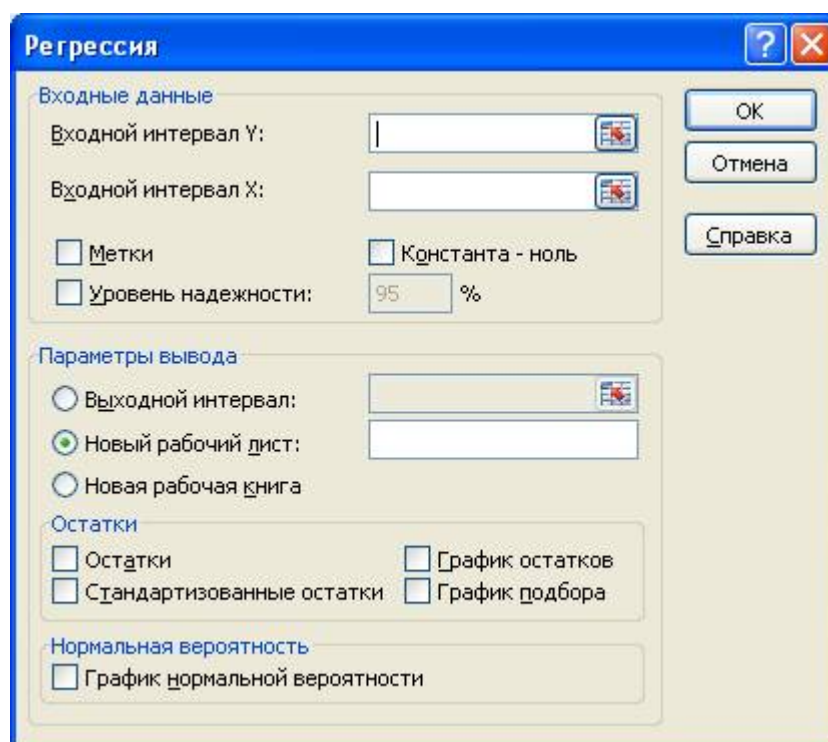 Регрессия
Входные данные
Входной интервал Y:
Входной интервал X:
Метки
Константа - ноль
Уровень надежности:
95 %
Параметры вывода
Выходной интервал:
Новый рабочий лист:
Новая рабочая книга
Остатки
Остатки
График остатков
Стандартизованные остатки
График подбора
Нормальная вероятность
График нормальной вероятности
ОК
Отмена
Справка